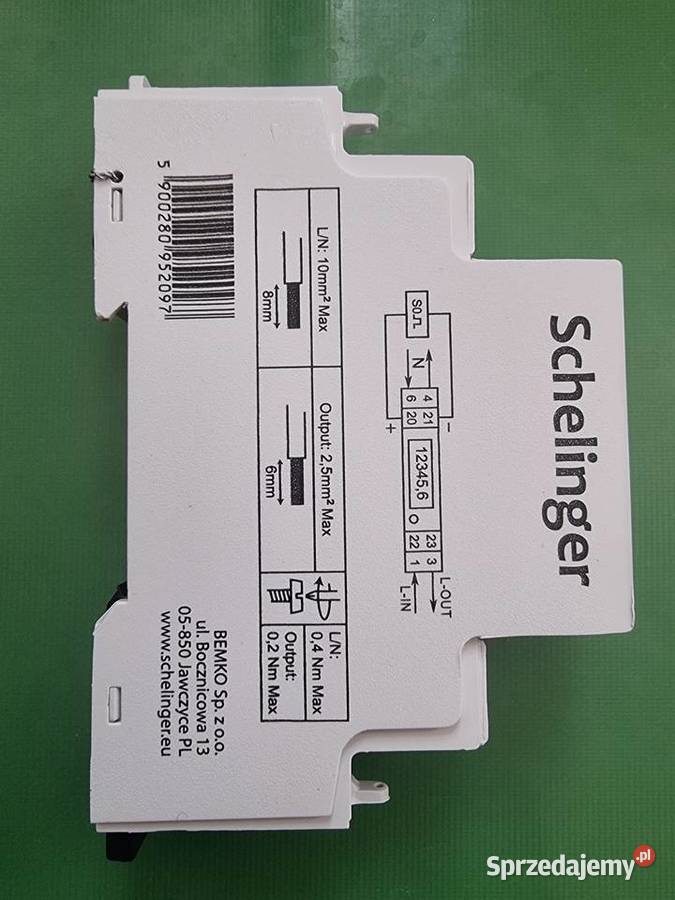 Schelinger
S0
N
4 21
6 20
- 
+
12345,6
23 3
22 1
L-OUT
L-IN
L/N: 10mm² Max
8mm
Output: 2,5mm² Max
6mm
L/N:
0,4 Nm Max
Output:
0,2 Nm Max
5 900280 952097
BEMKO Sp. z o.o.
ul. Bocznicowa 13
05-850 Jawczyce PL
www.schelinger.eu
Sprzedajemy.pl